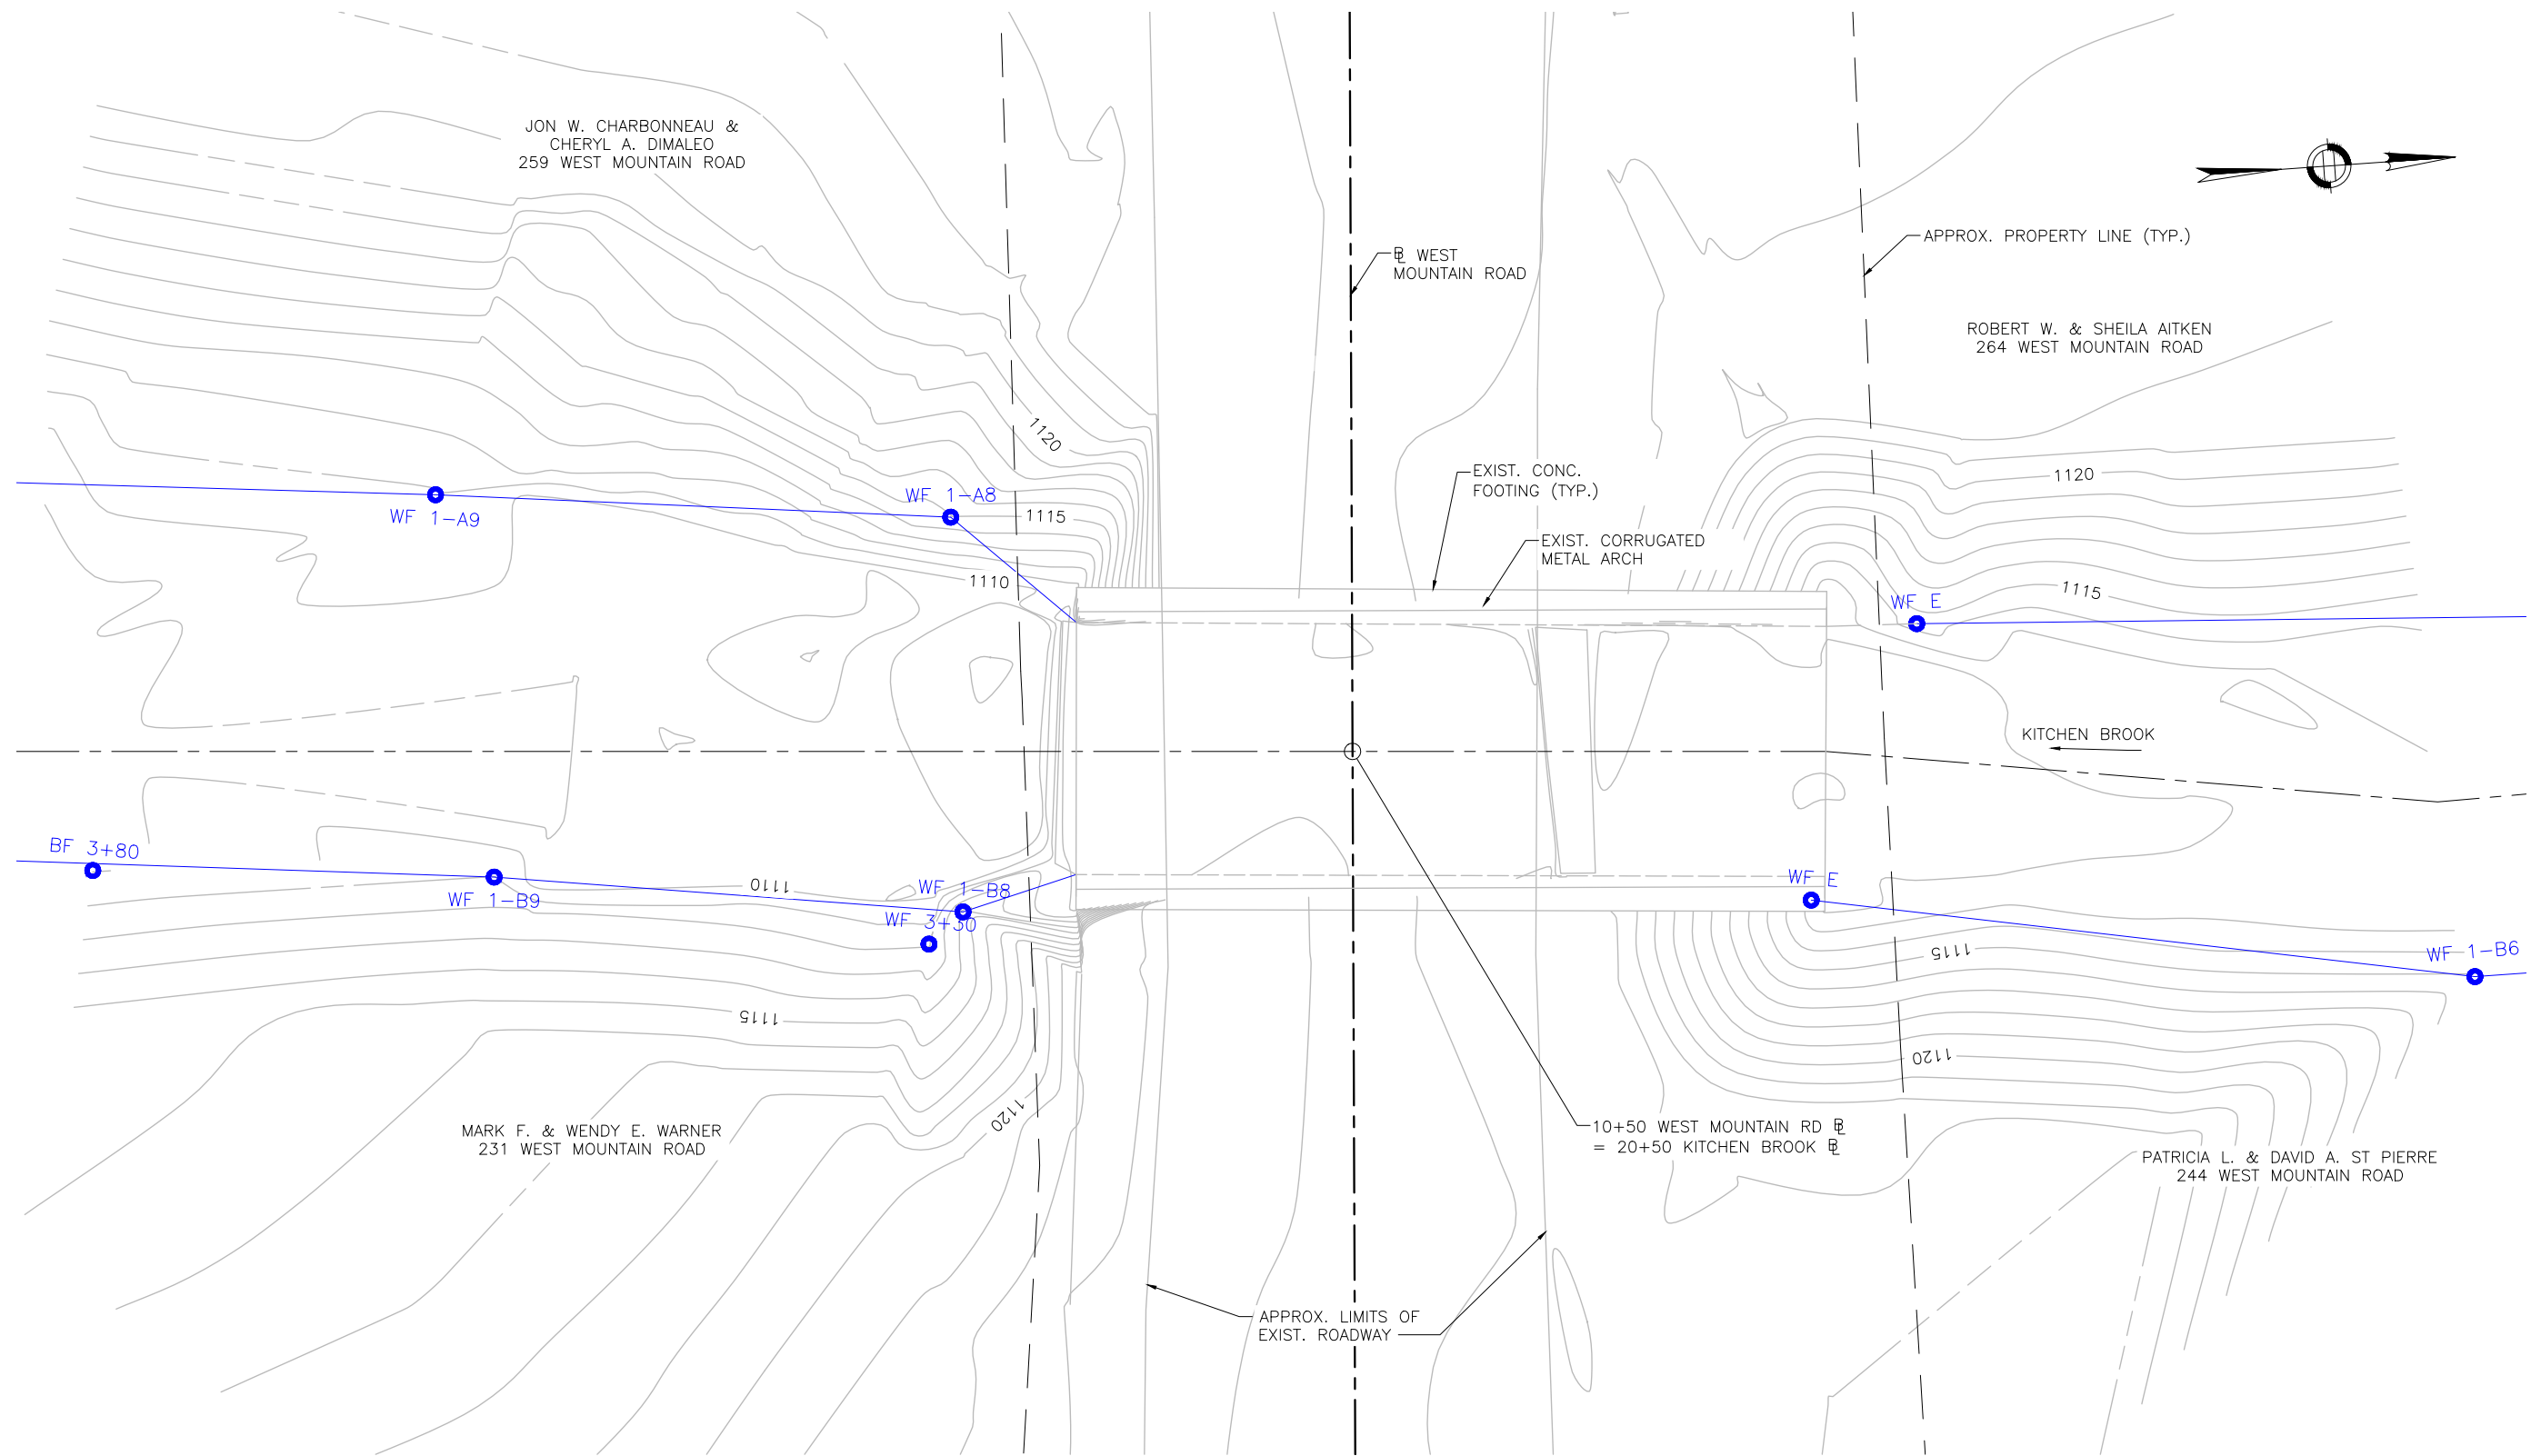 JON W. CHARBONNEAU &
CHERYL A. DIMALEO
259 WEST MOUNTAIN ROAD
APPROX. PROPERTY LINE (TYP.)
℄ WEST
MOUNTAIN ROAD
ROBERT W. & SHEILA AITKEN
264 WEST MOUNTAIN ROAD
1120
EXIST. CONC.
FOOTING (TYP.)
1120
WF 1-A8
WF 1-A9
1115
EXIST. CORRUGATED
METAL ARCH
1110
1115
WF E
KITCHEN BROOK
BF 3+80
WF E
1110
WF 1-B8
WF 1-B9
WF 3+30
1115
WF 1-B6
1115
1120
1120
10+50 WEST MOUNTAIN RD ℄
= 20+50 KITCHEN BROOK ℄
MARK F. & WENDY E. WARNER
231 WEST MOUNTAIN ROAD
PATRICIA L. & DAVID A. ST PIERRE
244 WEST MOUNTAIN ROAD
APPROX. LIMITS OF
EXIST. ROADWAY